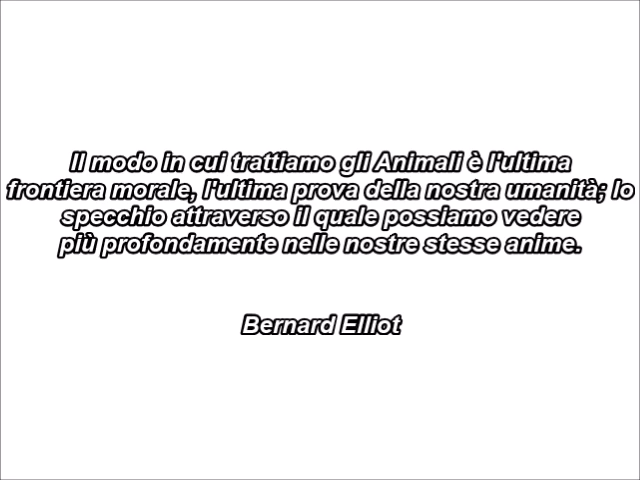 Il modo in cui trattiamo gli Animali è l'ultima
frontiera morale, l'ultima prova della nostra umanità; lo
specchio attraverso il quale possiamo vedere
più profondamente nelle nostre stesse anime.
Bernard Elliot